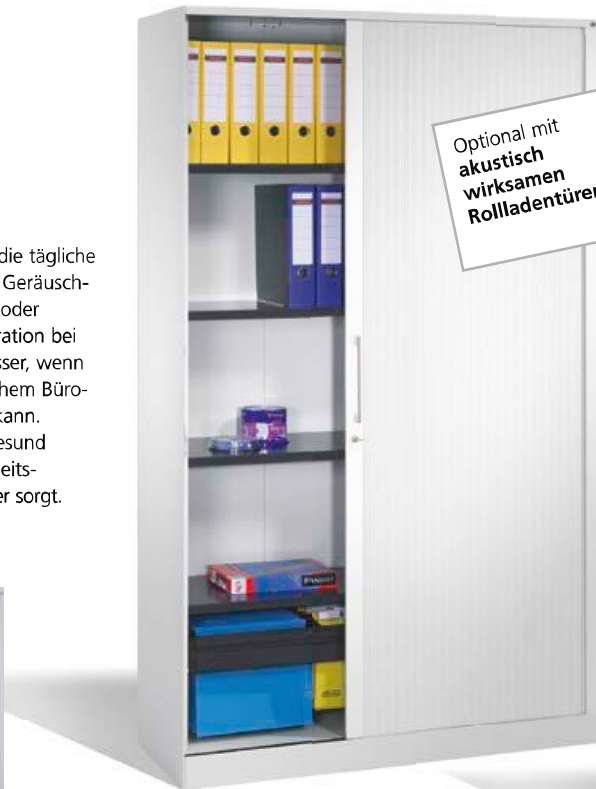 die tägliche
Geräusch-
oder
ration bei
sser, wenn
chem Büro-
kann.
esund
eits-
er sorgt.
Optional mit
akustisch
wirksamen
Rollladentüren